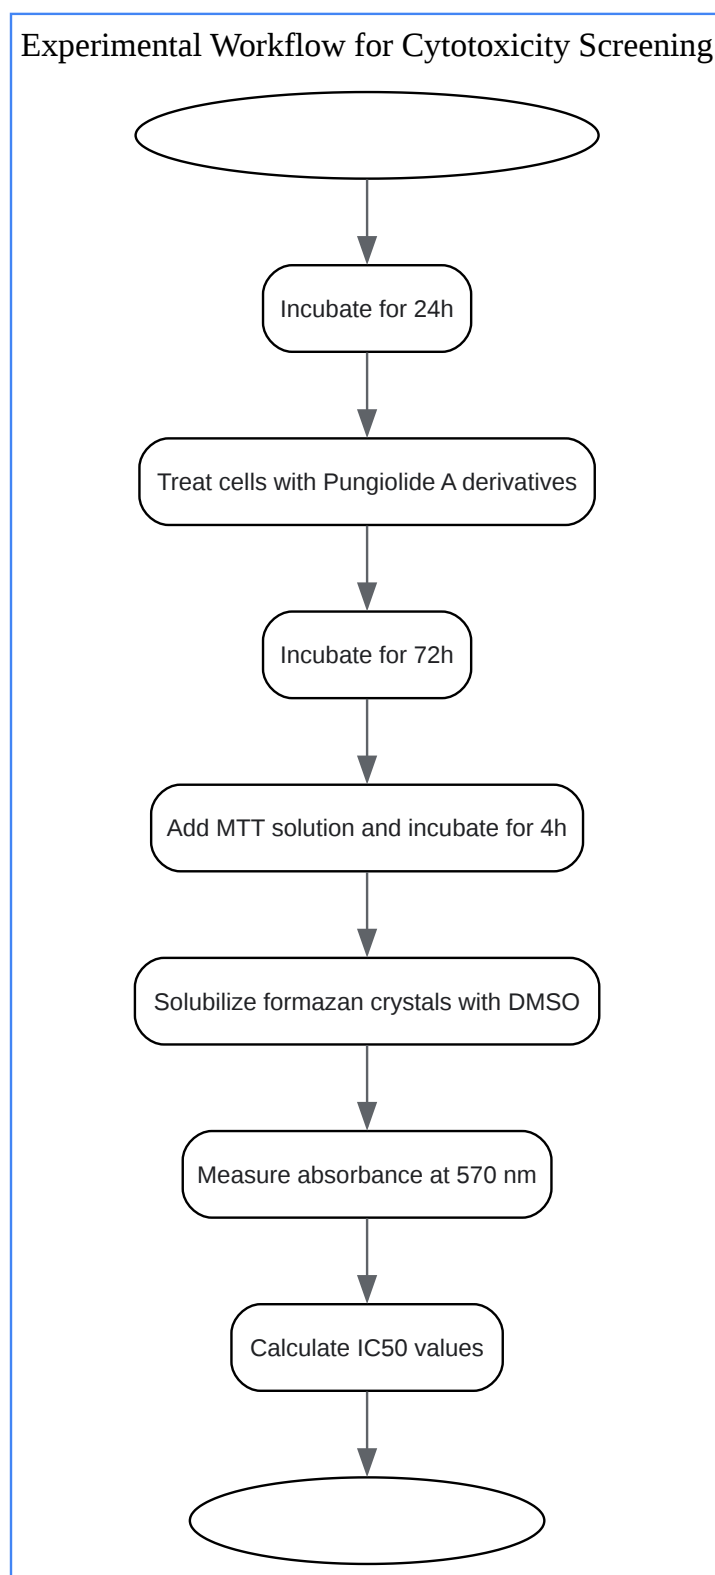 Experimental Workflow for Cytotoxicity Screening
Incubate for 24h
Treat cells with Pungiolide A derivatives
Incubate for 72h
Add MTT solution and incubate for 4h
Solubilize formazan crystals with DMSO
Measure absorbance at 570 nm
Calculate IC50 values